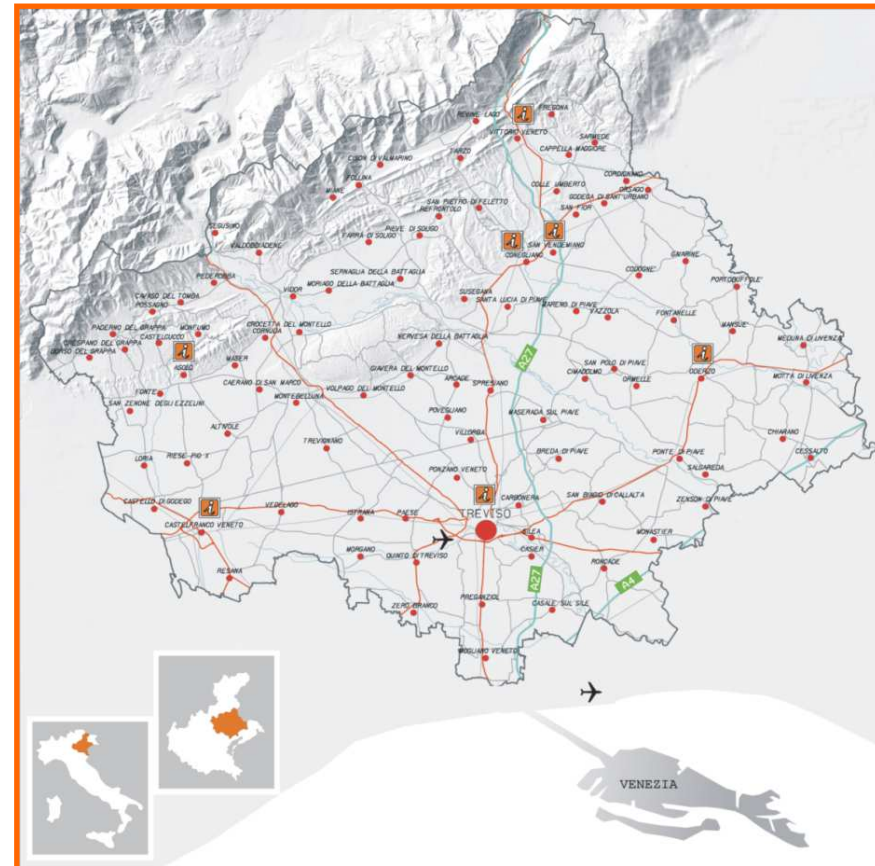 FREGONA
REVINE LAGO
VITTORIO VENETO
SARMEDE
CAPPELLA MAGGIORE
TARZO
CISON DI VALMARINO
CORDIGNANO
FOLLINA
COLLE UMBERTO
ORSAGO
MIANE
GODEGA DI SANT'URBANO
SAN PIETRO DI FELETTO
REFRONTOLO
SAN FIOR
SEGUSINO
PIEVE DI SOLIGO
FARRA DI SOLIGO
VALDOBBIADENE
SAN VENDEMIANO
CONEGLIANO
GAIARINE
CODOGNE'
SERNAGLIA DELLA BATTAGLIA
PEDEROBBA
PORTOBUFFOLE'
VIDOR
MORIAGO DELLA BATTAGLIA
SUSEGANA
CAVASO DEL TOMBA
POSSAGNO
SANTA LUCIA DI PIAVE
MARENO DI PIAVE
VAZZOLA
FONTANELLE
PADERNO DEL GRAPPA
MONFUMO
CROCETTA DEL MONTELLO
CORNUDA
MANSUE'
CRESPANO DEL GRAPPA
CASTELCUCCO
NERVESA DELLA BATTAGLIA
MEDUNA DI LIVENZA
BORSO DEL GRAPPA
A27
MASER
SAN POLO DI PIAVE
ASOLO
GIAVERA DEL MONTELLO
CIMADOLMO
ODERZO
MOTTA DI LIVENZA
ARCADE
ORMELLE
CAERANO DI SAN MARCO
VOLPAGO DEL MONTELLO
SPRESIANO
FONTE
MONTEBELLUNA
SAN ZENONE DEGLI EZZELINI
POVEGLIANO
MASERADA SUL PIAVE
ALTIVOLE
VILLORBA
CHIARANO
TREVIGNANO
CESSALTO
LORIA
RIESE PIO X
BREDA DI PIAVE
PONTE DI PIAVE
PONZANO VENETO
SALGAREDA
CASTELLO DI GODEGO
CARBONERA
SAN BIAGIO DI CALLALTA
ZENSON DI PIAVE
VEDELAGO
TREVISO
ISTRANA
PAESE
CASTELFRANCO VENETO
SILEA
MONASTIER
MORGANO
QUINTO DI TREVISO
CASIER
RONCADE
RESANA
A27
A4
ZERO BRANCO
PREGANZIOL
CASALE SUL SILE
MOGLIANO VENETO
VENEZIA